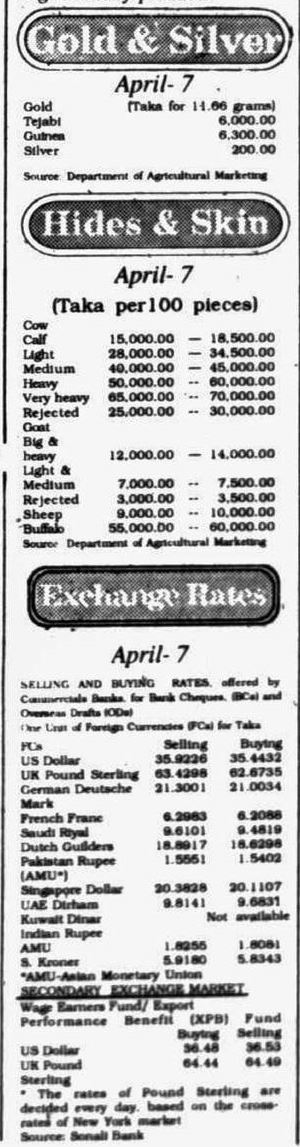 Gold & Silver
April- 7
Gold (Taka for 11.66 grams)
Tejabi 6,000.00
Guinea 6,300.00
Silver 200.00
Source: Department of Agricultural Marketing
Hides & Skin
April- 7
(Taka per100 pieces)
Cow
Calf 15,000.00 — 18,500.00
Light 28,000.00 — 34,500.00
Medium 40,000.00 — 45,000.00
Heavy 50,000.00 -- 60,000.00
Very heavy 65,000.00 -- 70,000.00
Rejected 25,000.00 -- 30,000.00
Goat
Big &
heavy 12,000.00 — 14,000.00
Light &
Medium 7,000.00 -- 7,500.00
Rejected 3,000.00 -- 3,500.00
Sheep 9,000.00 -- 10,000.00
Buffalo 55,000.00 -- 60,000.00
Source: Department of Agricultural Marketing
Exchange Rates
April- 7
SELLING AND BUYING RATES, offered by
Commercials Banks, for Bank Cheques, (BCs) and
Overseas Drafts (ODs)
One Unit of Foreign Currencies (FCs) for Taka
FCs Selling Buying
US Dollar 35.9226 35.4432
UK Pound Sterling 63.4298 62.6735
German Deutsche 21.3001 21.0034
Mark
French Franc 6.2983 6.2088
Saudi Riyal 9.6101 9.4819
Dutch Guilders 18.8917 18.6298
Pakistan Rupee 1.5551 1.5402
(AMU*)
Singapore Dollar 20.3828 20.1107
UAE Dirham 9.8141 9.6831
Kuwait Dinar Not available
Indian Rupee
AMU 1.8255 1.8081
S. Kroner 5.9180 5.8343
*AMU-Asian Monetary Union
SECONDARY EXCHANGE MARKET
Wage Earners Fund/ Export
Performance Benefit (XPB) Fund
Buying Selling
US Dollar 36.48 36.53
UK Pound 64.44 64.49
Sterling
* The rates of Pound Sterling are
decided every day, based on the cross-
rates of New York market
Source: Sonali Bank